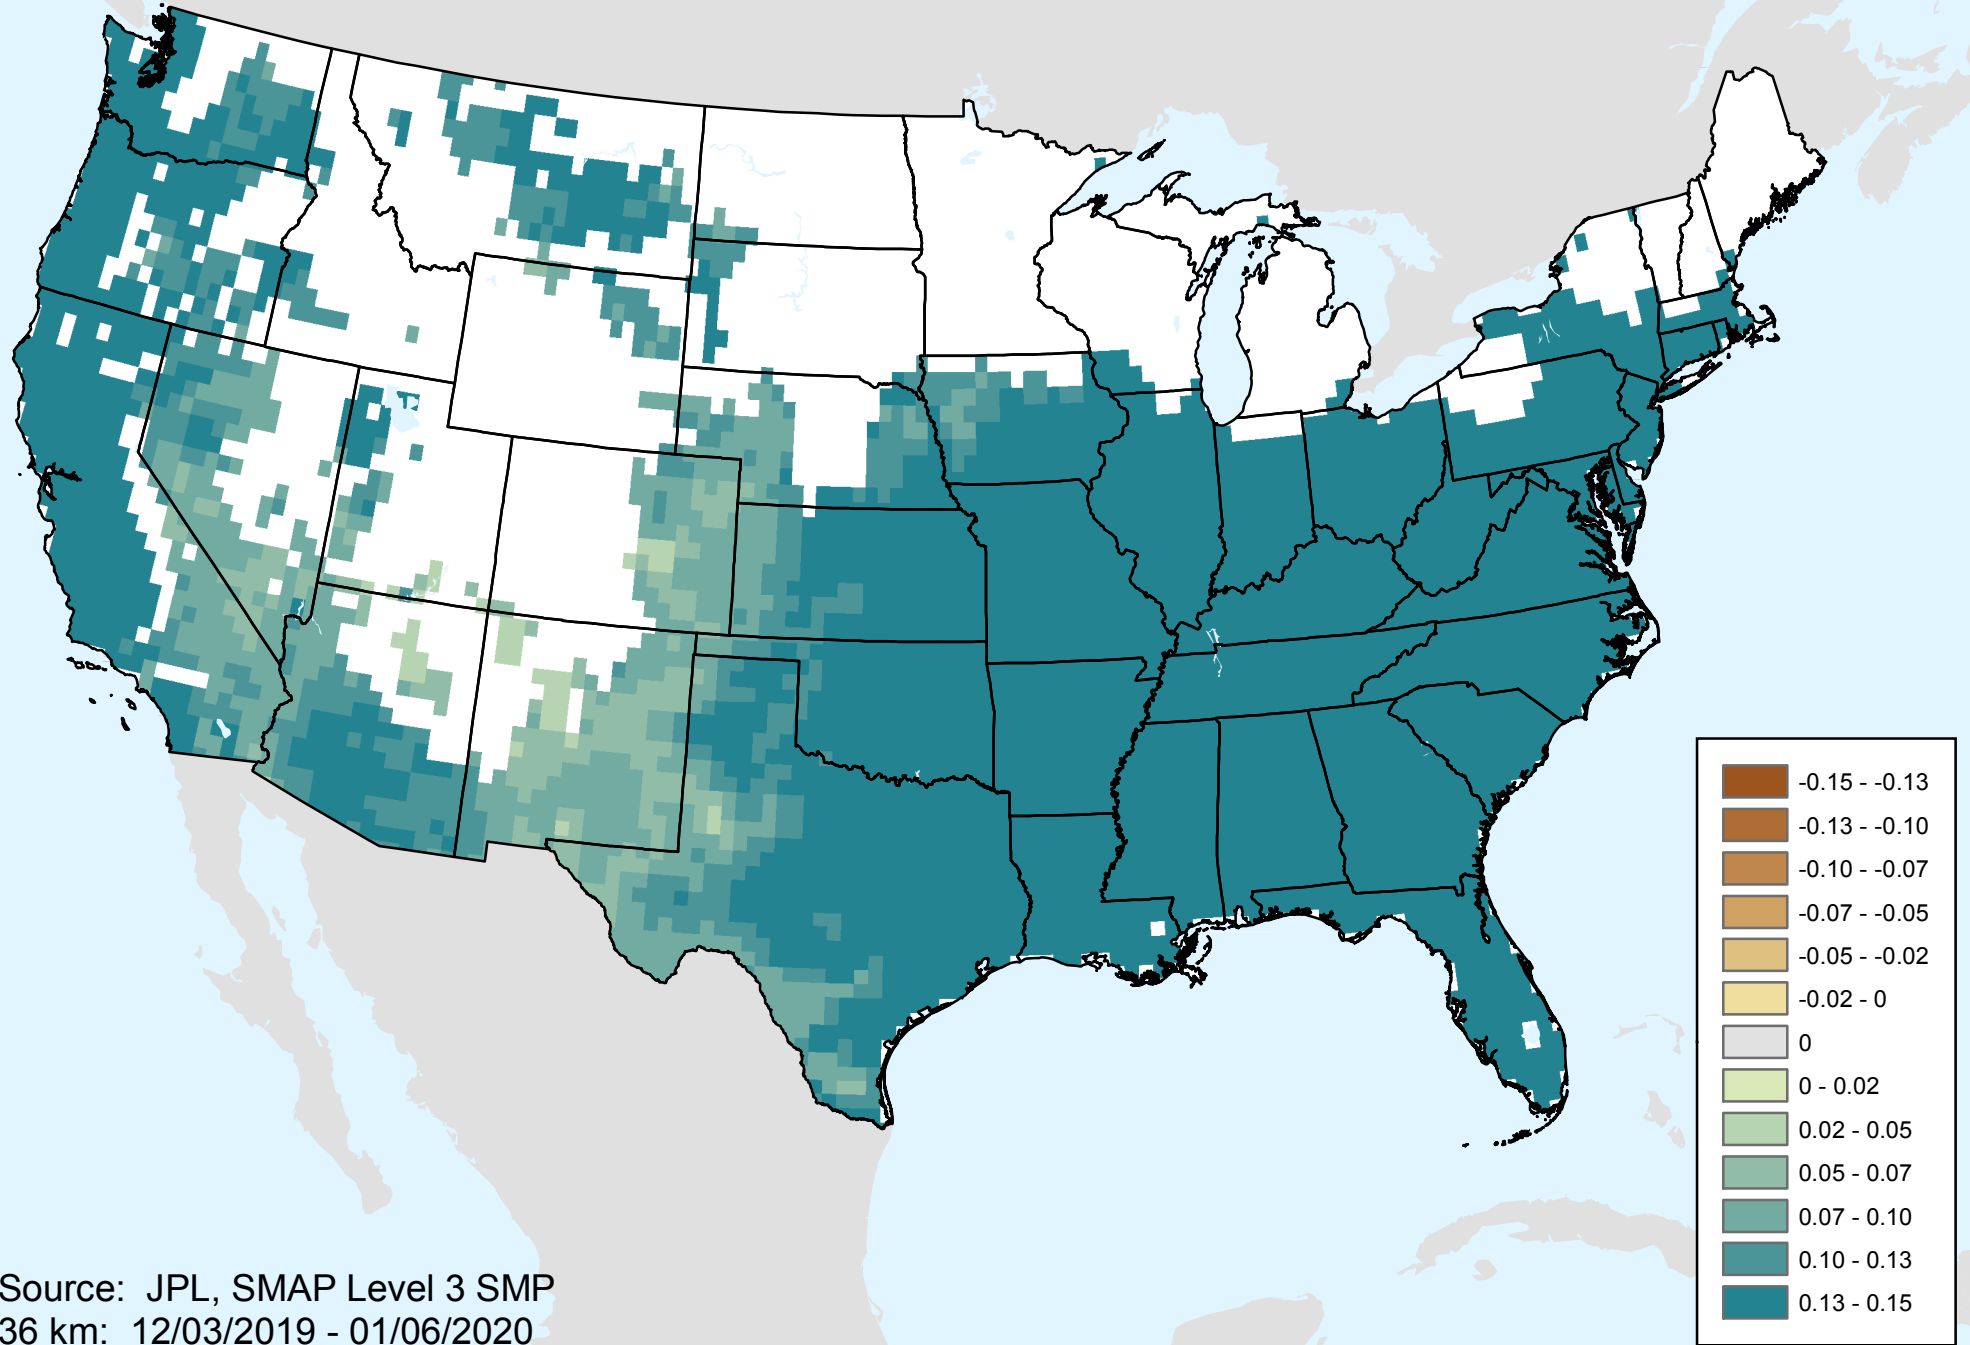 -0.15 - -0.13
-0.13 - -0.10
-0.10 - -0.07
-0.07 - -0.05
-0.05 - -0.02
-0.02 - 0
0
0 - 0.02
0.02 - 0.05
0.05 - 0.07
0.07 - 0.10
0.10 - 0.13
0.13 - 0.15
Source: JPL, SMAP Level 3 SMP
36 km: 12/03/2019 - 01/06/2020